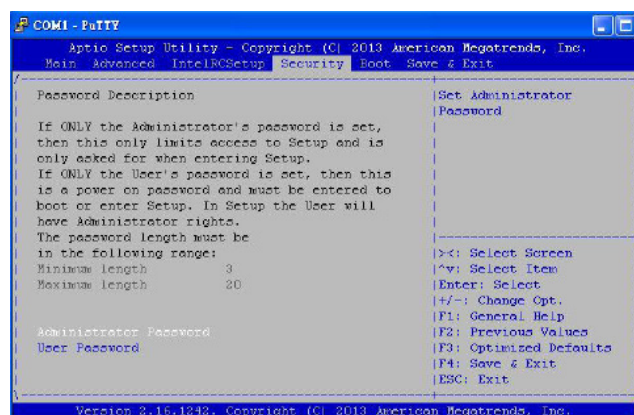 COM1 - PuTTY
Aptio Setup Utility - Copyright (C) 2013 American Megatrends, Inc.
Main Advanced IntelRCSetup Security Boot Save & Exit
Password Description
If ONLY the Administrator's password is set,
then this only limits access to Setup and is
only asked for when entering Setup.
If ONLY the User's password is set, then this
is a power on password and must be entered to
boot or enter Setup. In Setup the User will
have Administrator rights.
The password length must be
in the following range:
Minimum length 3
Maximum length 20
Administrator Password
User Password
Set Administrator
Password
><: Select Screen
^v: Select Item
Enter: Select
+/-: Change Opt.
F1: General Help
F2: Previous Values
F3: Optimized Defaults
F4: Save & Exit
ESC: Exit
Version 2.16.1242. Copyright (C) 2013 American Megatrends, Inc.